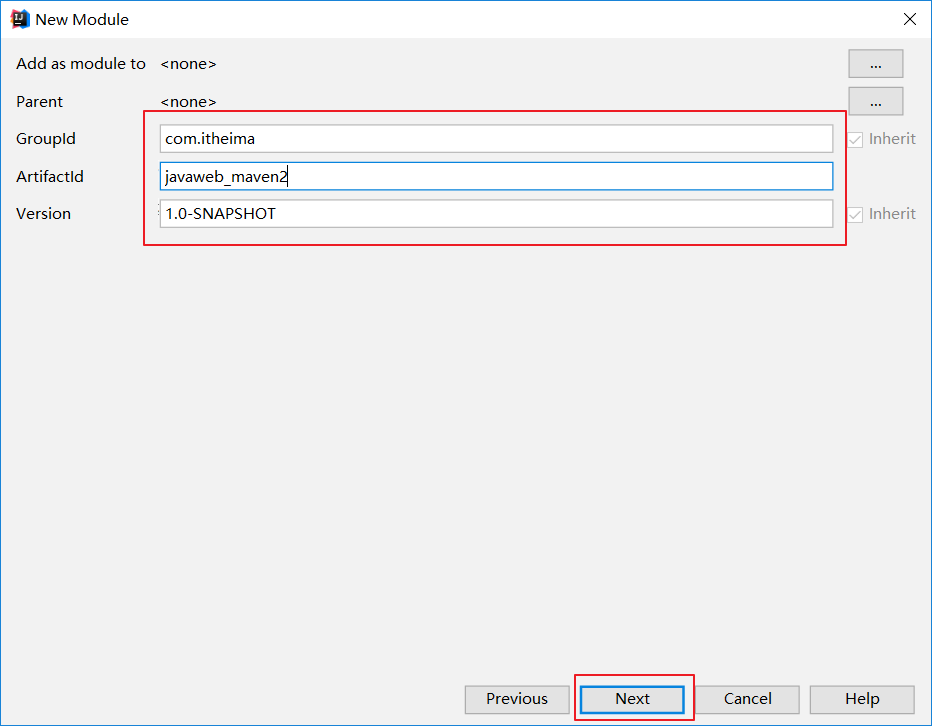 New Module
Add as module to <none> ...
Parent <none> ...
GroupId com.itheima Inherit
ArtifactId javaweb_maven2
Version 1.0-SNAPSHOT Inherit
Previous Next Cancel Help